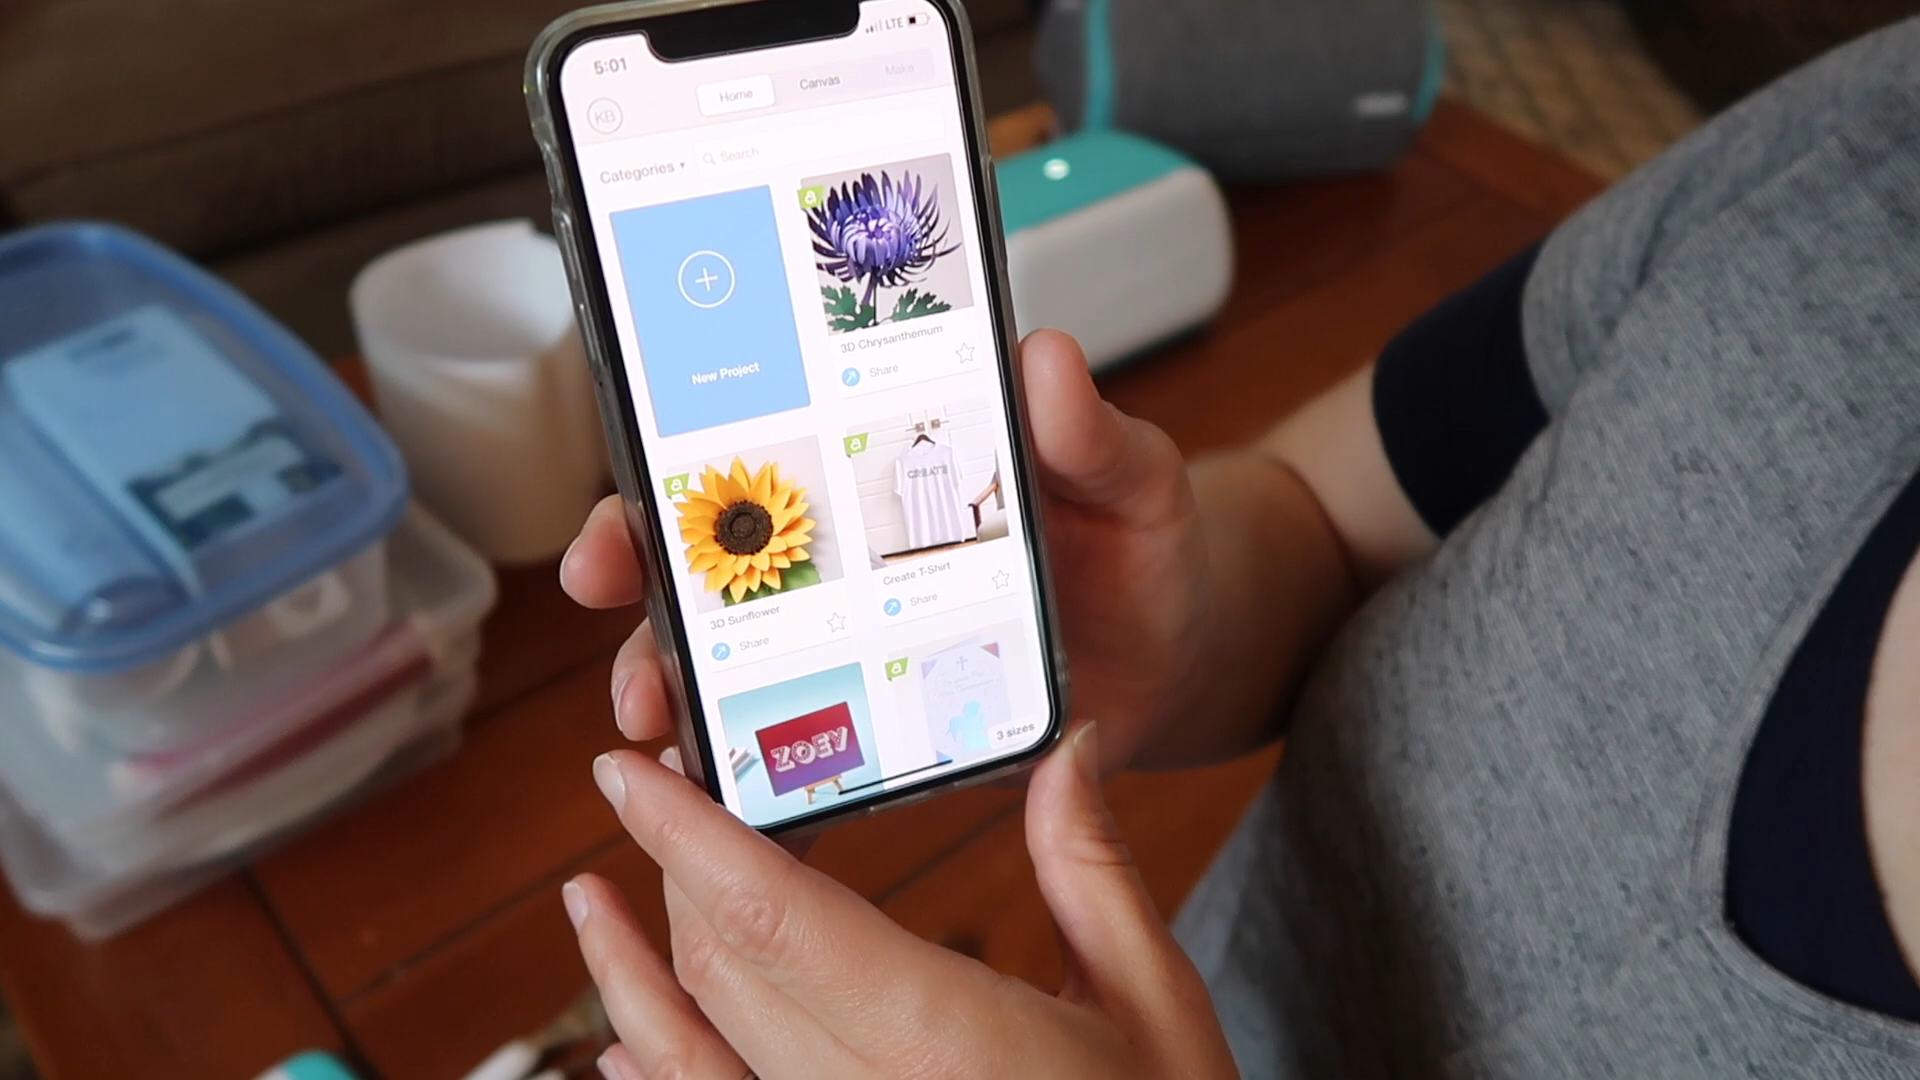 5:01
LTE
KB
Home
Canvas
Make
Categories
Search
New Project
a
3D Chrysanthemum
Share
a
3D Sunflower
Share
a
CREATE
Create T-Shirt
Share
ZOEY
a
3 sizes